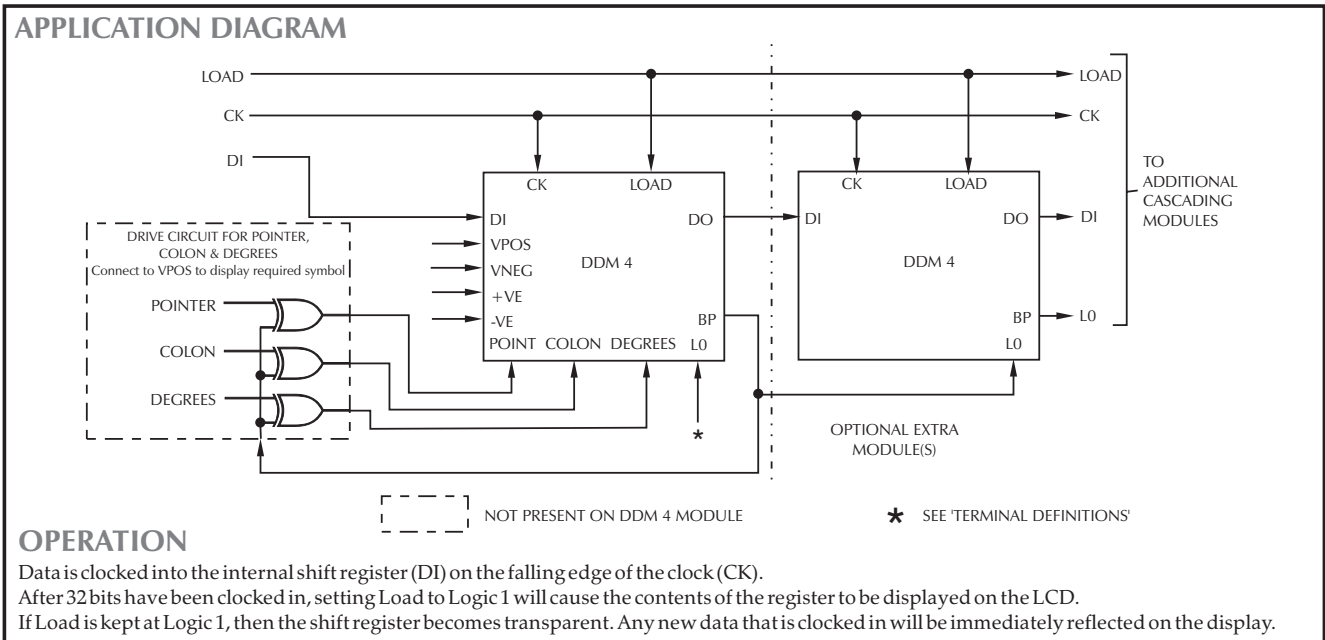 APPLICATION DIAGRAM
LOAD
CK
DI
LOAD
CK
TO
ADDITIONAL
CASCADING
MODULES
CK
LOAD
DI
DO
VPOS
VNEG
+VE
-VE
DDM 4
BP
POINT COLON DEGREES L0
*
CK
LOAD
DI
DO
DDM 4
BP
L0
DI
L0
DRIVE CIRCUIT FOR POINTER,
COLON & DEGREES
Connect to VPOS to display required symbol
POINTER
COLON
DEGREES
OPTIONAL EXTRA
MODULE(S)
NOT PRESENT ON DDM 4 MODULE
* SEE 'TERMINAL DEFINITIONS'
OPERATION
Data is clocked into the internal shift register (DI) on the falling edge of the clock (CK).
After 32 bits have been clocked in, setting Load to Logic 1 will cause the contents of the register to be displayed on the LCD.
If Load is kept at Logic 1, then the shift register becomes transparent. Any new data that is clocked in will be immediately reflected on the display.